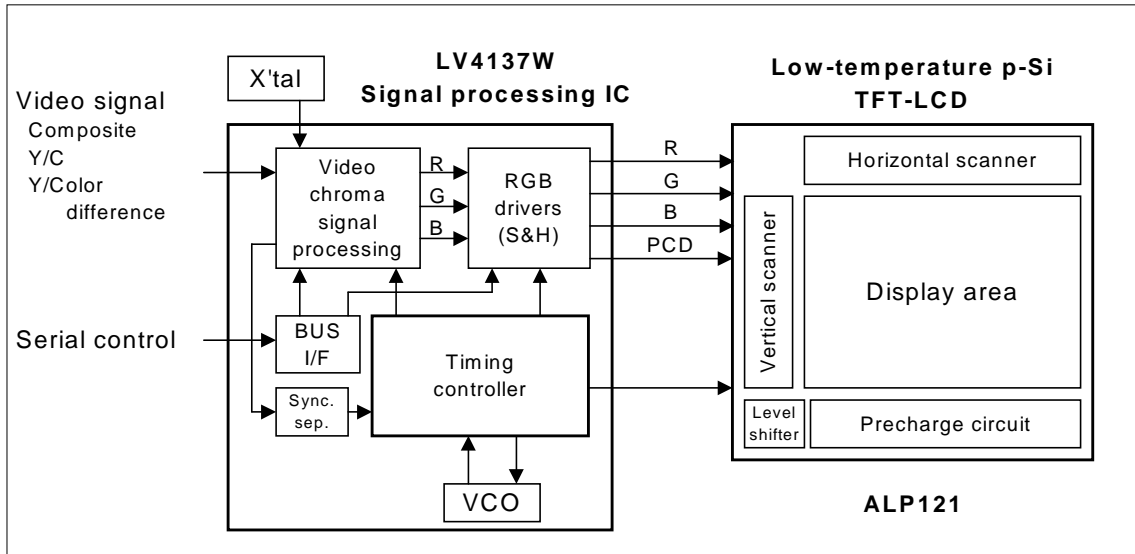 LV4137W
Signal processing IC
Low-temperature p-Si
TFT-LCD
X'tal
Video signal
Composite
Y/C
Y/Color
difference
Video
chroma
signal
processing
R
G
B
RGB
drivers
(S&H)
R
G
B
PCD
Horizontal scanner
Vertical scanner
Display area
Serial control
BUS
I/F
Timing
controller
Sync.
sep.
Level
shifter
Precharge circuit
VCO
ALP121